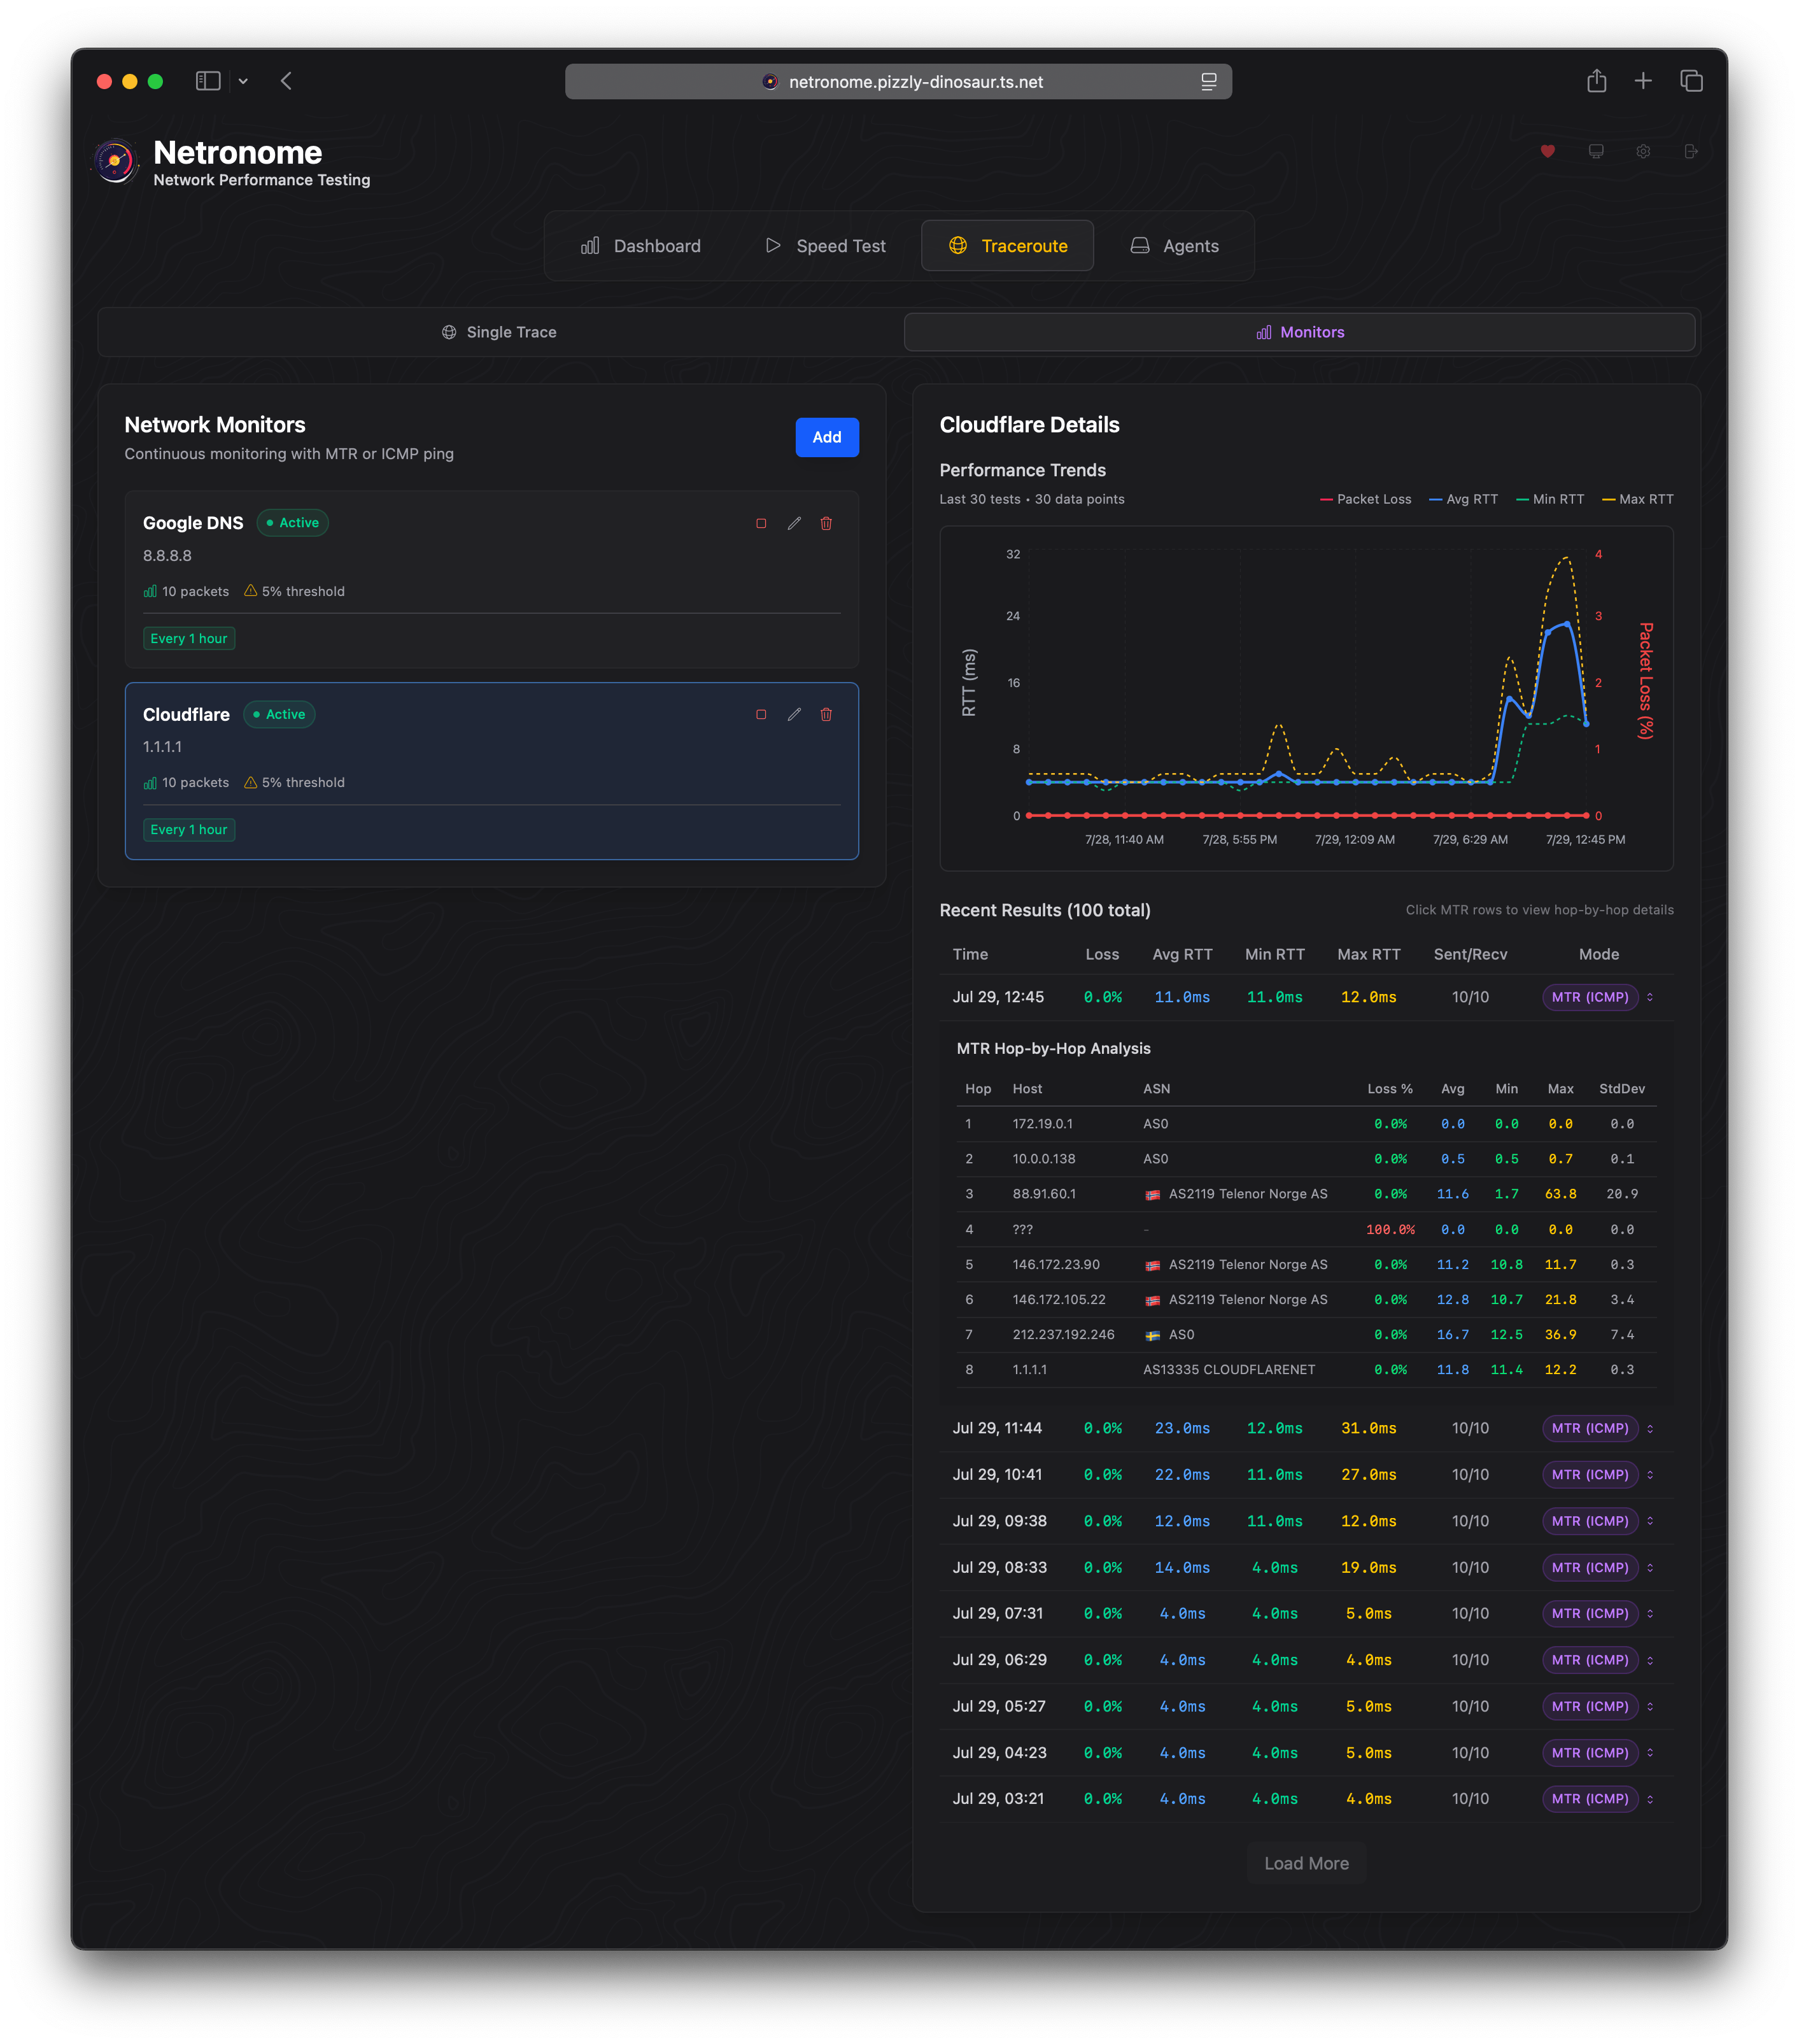 netronome.pizzly-dinosaur.ts.net
Netronome
Network Performance Testing
Dashboard Speed Test Traceroute Agents
Single Trace Monitors
Network Monitors
Continuous monitoring with MTR or ICMP ping
Add
Google DNS Active
8.8.8.8
10 packets 5% threshold
Every 1 hour
Cloudflare Active
1.1.1.1
10 packets 5% threshold
Every 1 hour
Cloudflare Details
Performance Trends
Last 30 tests • 30 data points Packet Loss Avg RTT Min RTT Max RTT
32 4
24 3
16 2
8 1
0 0
RTT (ms)
Packet Loss (%)
7/28, 11:40 AM 7/28, 5:55 PM 7/29, 12:09 AM 7/29, 6:29 AM 7/29, 12:45 PM
Recent Results (100 total) Click MTR rows to view hop-by-hop details
Time Loss Avg RTT Min RTT Max RTT Sent/Recv Mode
Jul 29, 12:45 0.0% 11.0ms 11.0ms 12.0ms 10/10 MTR (ICMP)
MTR Hop-by-Hop Analysis
Hop Host ASN Loss % Avg Min Max StdDev
1 172.19.0.1 AS0 0.0% 0.0 0.0 0.0 0.0
2 10.0.0.138 AS0 0.0% 0.5 0.5 0.7 0.1
3 88.91.60.1 AS2119 Telenor Norge AS 0.0% 11.6 1.7 63.8 20.9
4 ??? - 100.0% 0.0 0.0 0.0 0.0
5 146.172.23.90 AS2119 Telenor Norge AS 0.0% 11.2 10.8 11.7 0.3
6 146.172.105.22 AS2119 Telenor Norge AS 0.0% 12.8 10.7 21.8 3.4
7 212.237.192.246 AS0 0.0% 16.7 12.5 36.9 7.4
8 1.1.1.1 AS13335 CLOUDFLARENET 0.0% 11.8 11.4 12.2 0.3
Jul 29, 11:44 0.0% 23.0ms 12.0ms 31.0ms 10/10 MTR (ICMP)
Jul 29, 10:41 0.0% 22.0ms 11.0ms 27.0ms 10/10 MTR (ICMP)
Jul 29, 09:38 0.0% 12.0ms 11.0ms 12.0ms 10/10 MTR (ICMP)
Jul 29, 08:33 0.0% 14.0ms 4.0ms 19.0ms 10/10 MTR (ICMP)
Jul 29, 07:31 0.0% 4.0ms 4.0ms 5.0ms 10/10 MTR (ICMP)
Jul 29, 06:29 0.0% 4.0ms 4.0ms 4.0ms 10/10 MTR (ICMP)
Jul 29, 05:27 0.0% 4.0ms 4.0ms 5.0ms 10/10 MTR (ICMP)
Jul 29, 04:23 0.0% 4.0ms 4.0ms 5.0ms 10/10 MTR (ICMP)
Jul 29, 03:21 0.0% 4.0ms 4.0ms 4.0ms 10/10 MTR (ICMP)
Load More